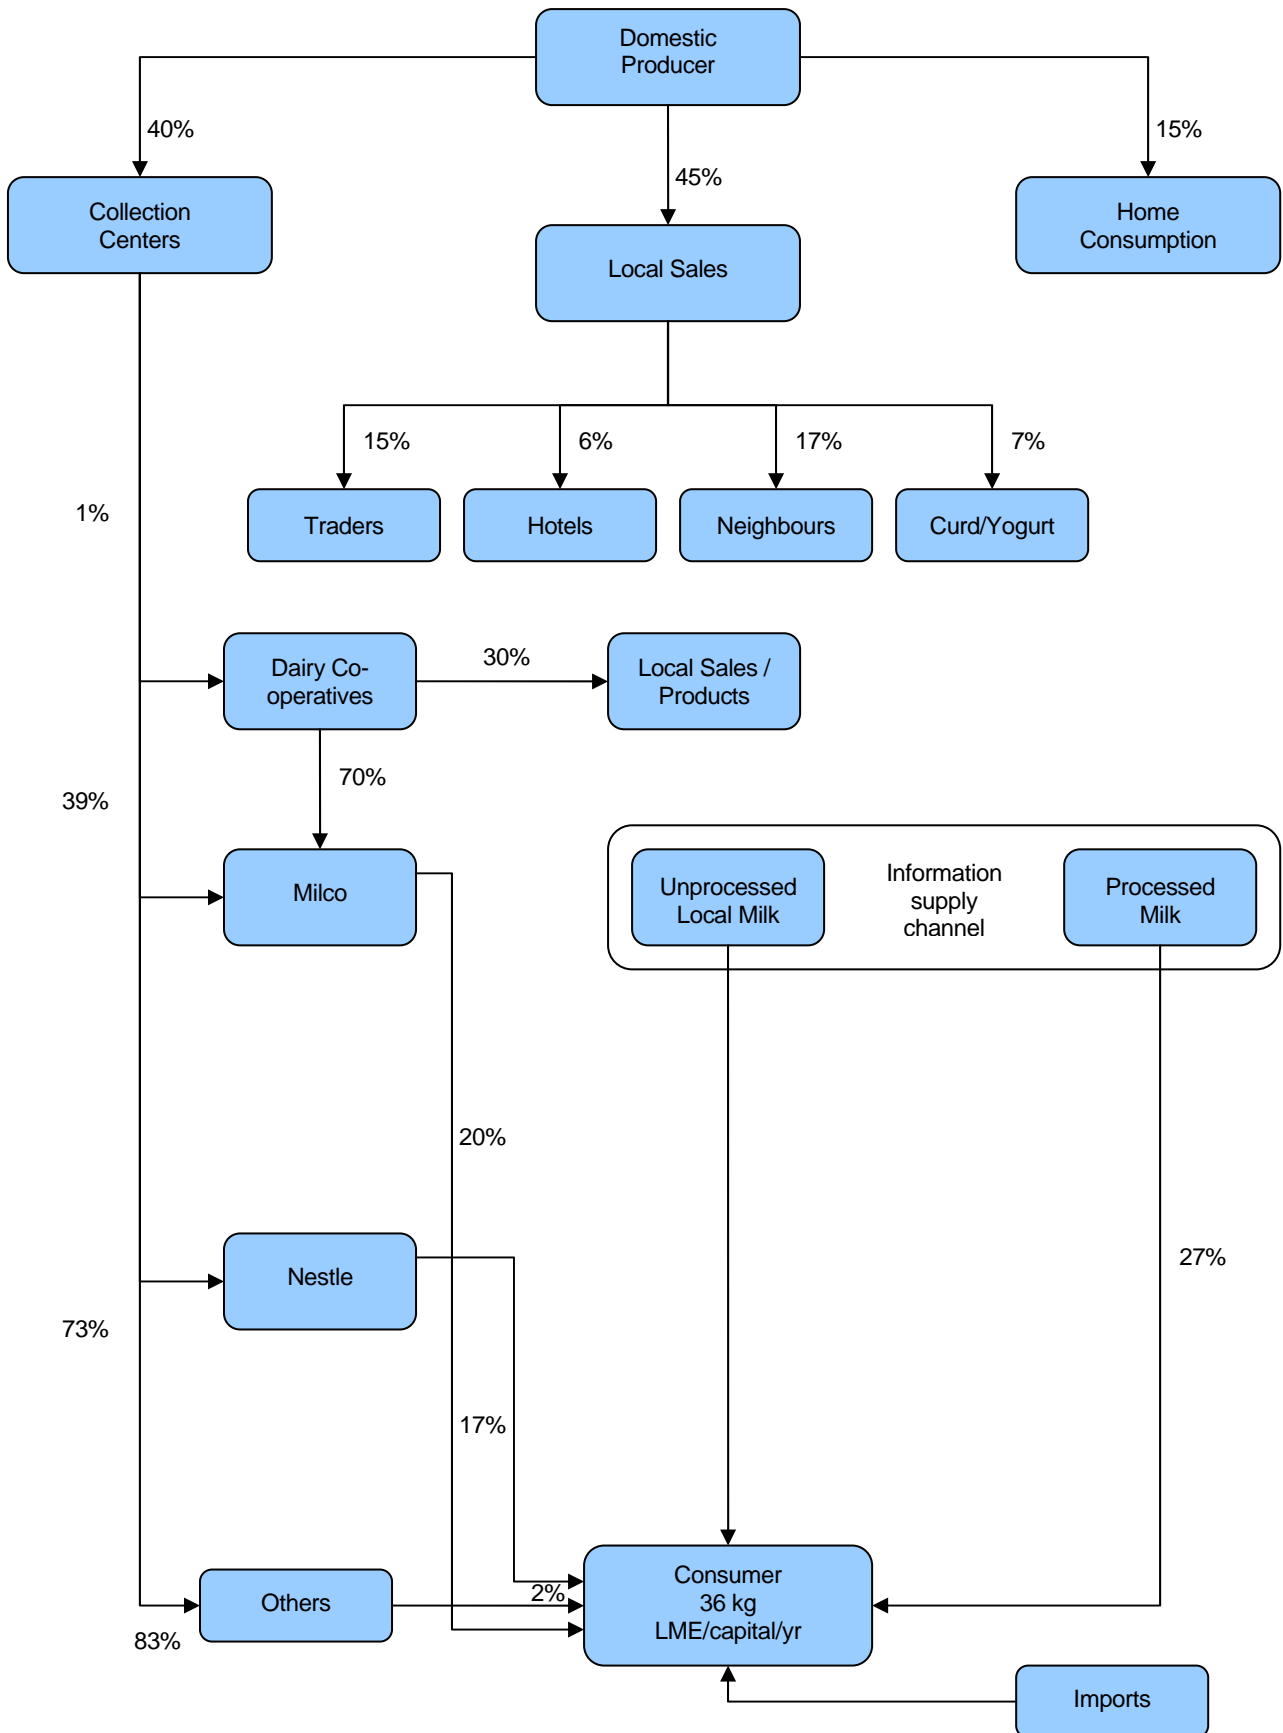 Domestic
Producer
40%
15%
45%
Collection
Centers
Home
Consumption
Local Sales
15%
6%
17%
7%
1%
Traders
Hotels
Neighbours
Curd/Yogurt
Dairy Co-
operatives
30%
Local Sales /
Products
70%
39%
Milco
Unprocessed
Local Milk
Information
supply
channel
Processed
Milk
20%
27%
Nestle
73%
17%
Others
2%
Consumer
36 kg
LME/capital/yr
83%
Imports